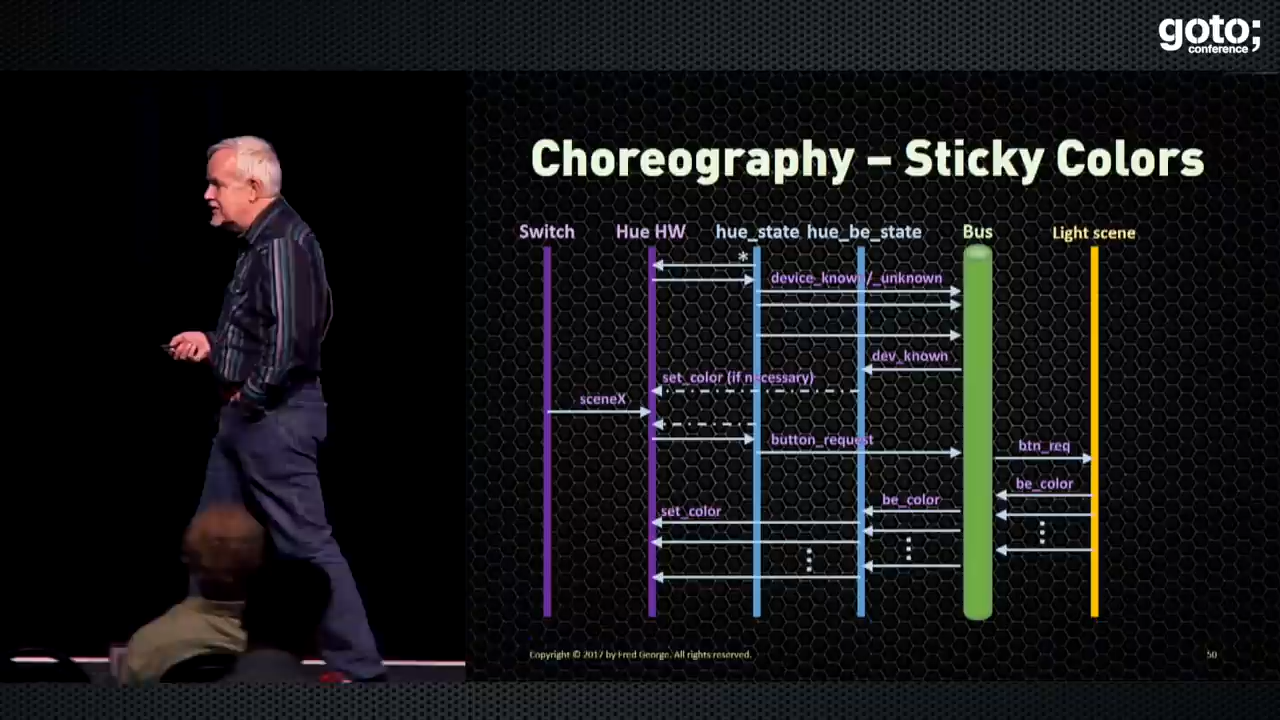 goto;
conference
Choreography – Sticky Colors
Switch Hue HW hue_state hue_be_state Bus Light scene
*
device_known/_unknown
dev_known
set_color (if necessary)
sceneX
button_request
btn_req
be_color
be_color
set_color
Copyright © 2017 by Fred George. All rights reserved.
50